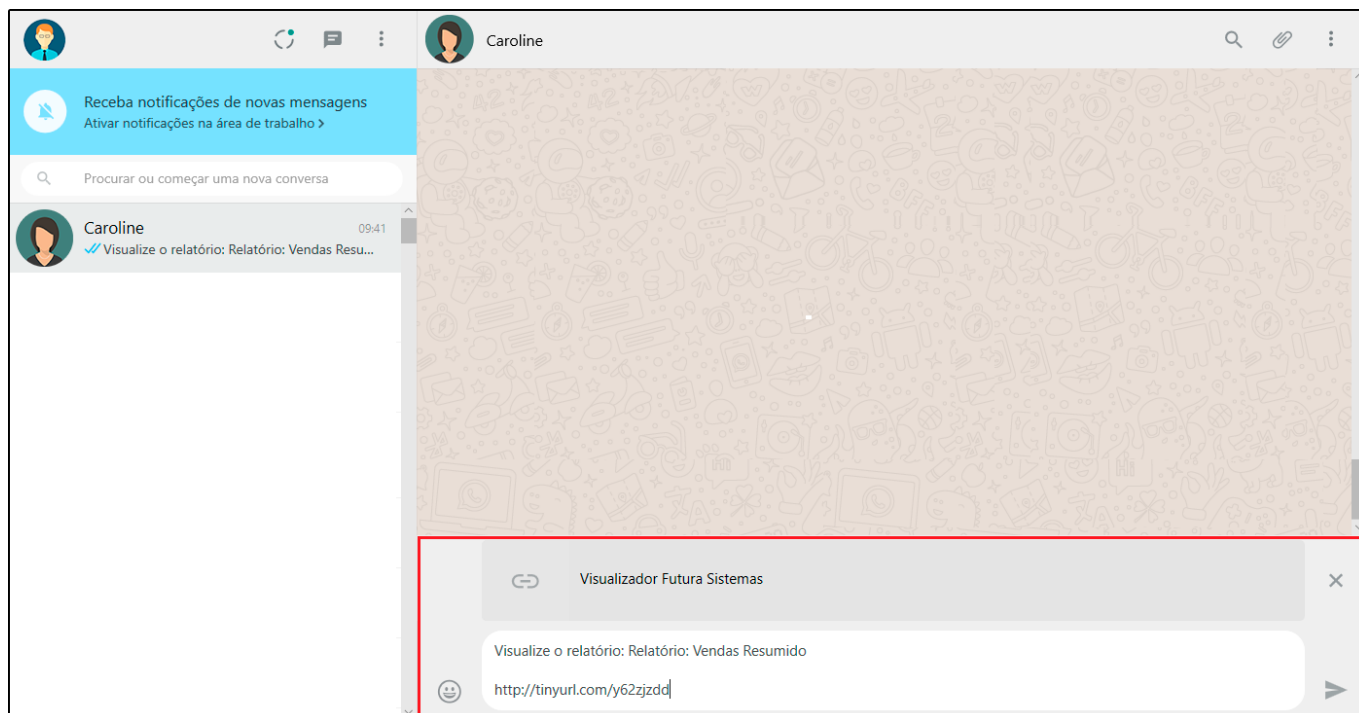 Caroline
Receba notificações de novas mensagens
Ativar notificações na área de trabalho >
Procurar ou começar uma nova conversa
Caroline 09:41
Visualize o relatório: Relatório: Vendas Resu...
Visualizador Futura Sistemas
Visualize o relatório: Relatório: Vendas Resumido
http://tinyurl.com/y62zjzdd